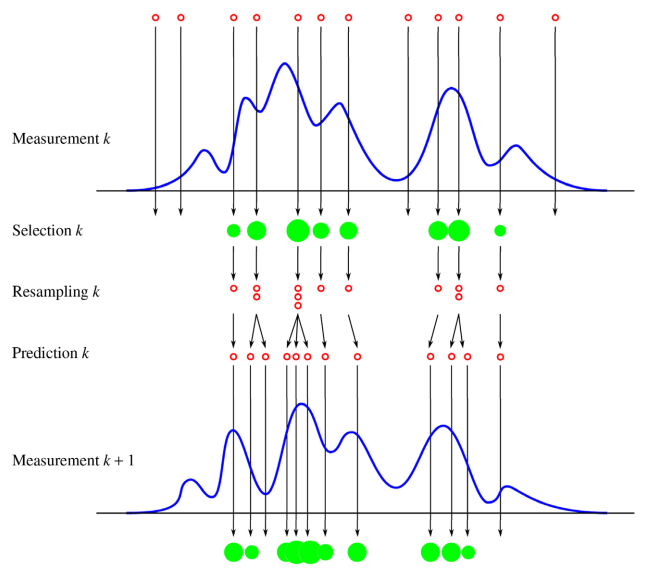 Measurement k
Selection k
Resampling k
Prediction k
Measurement k + 1